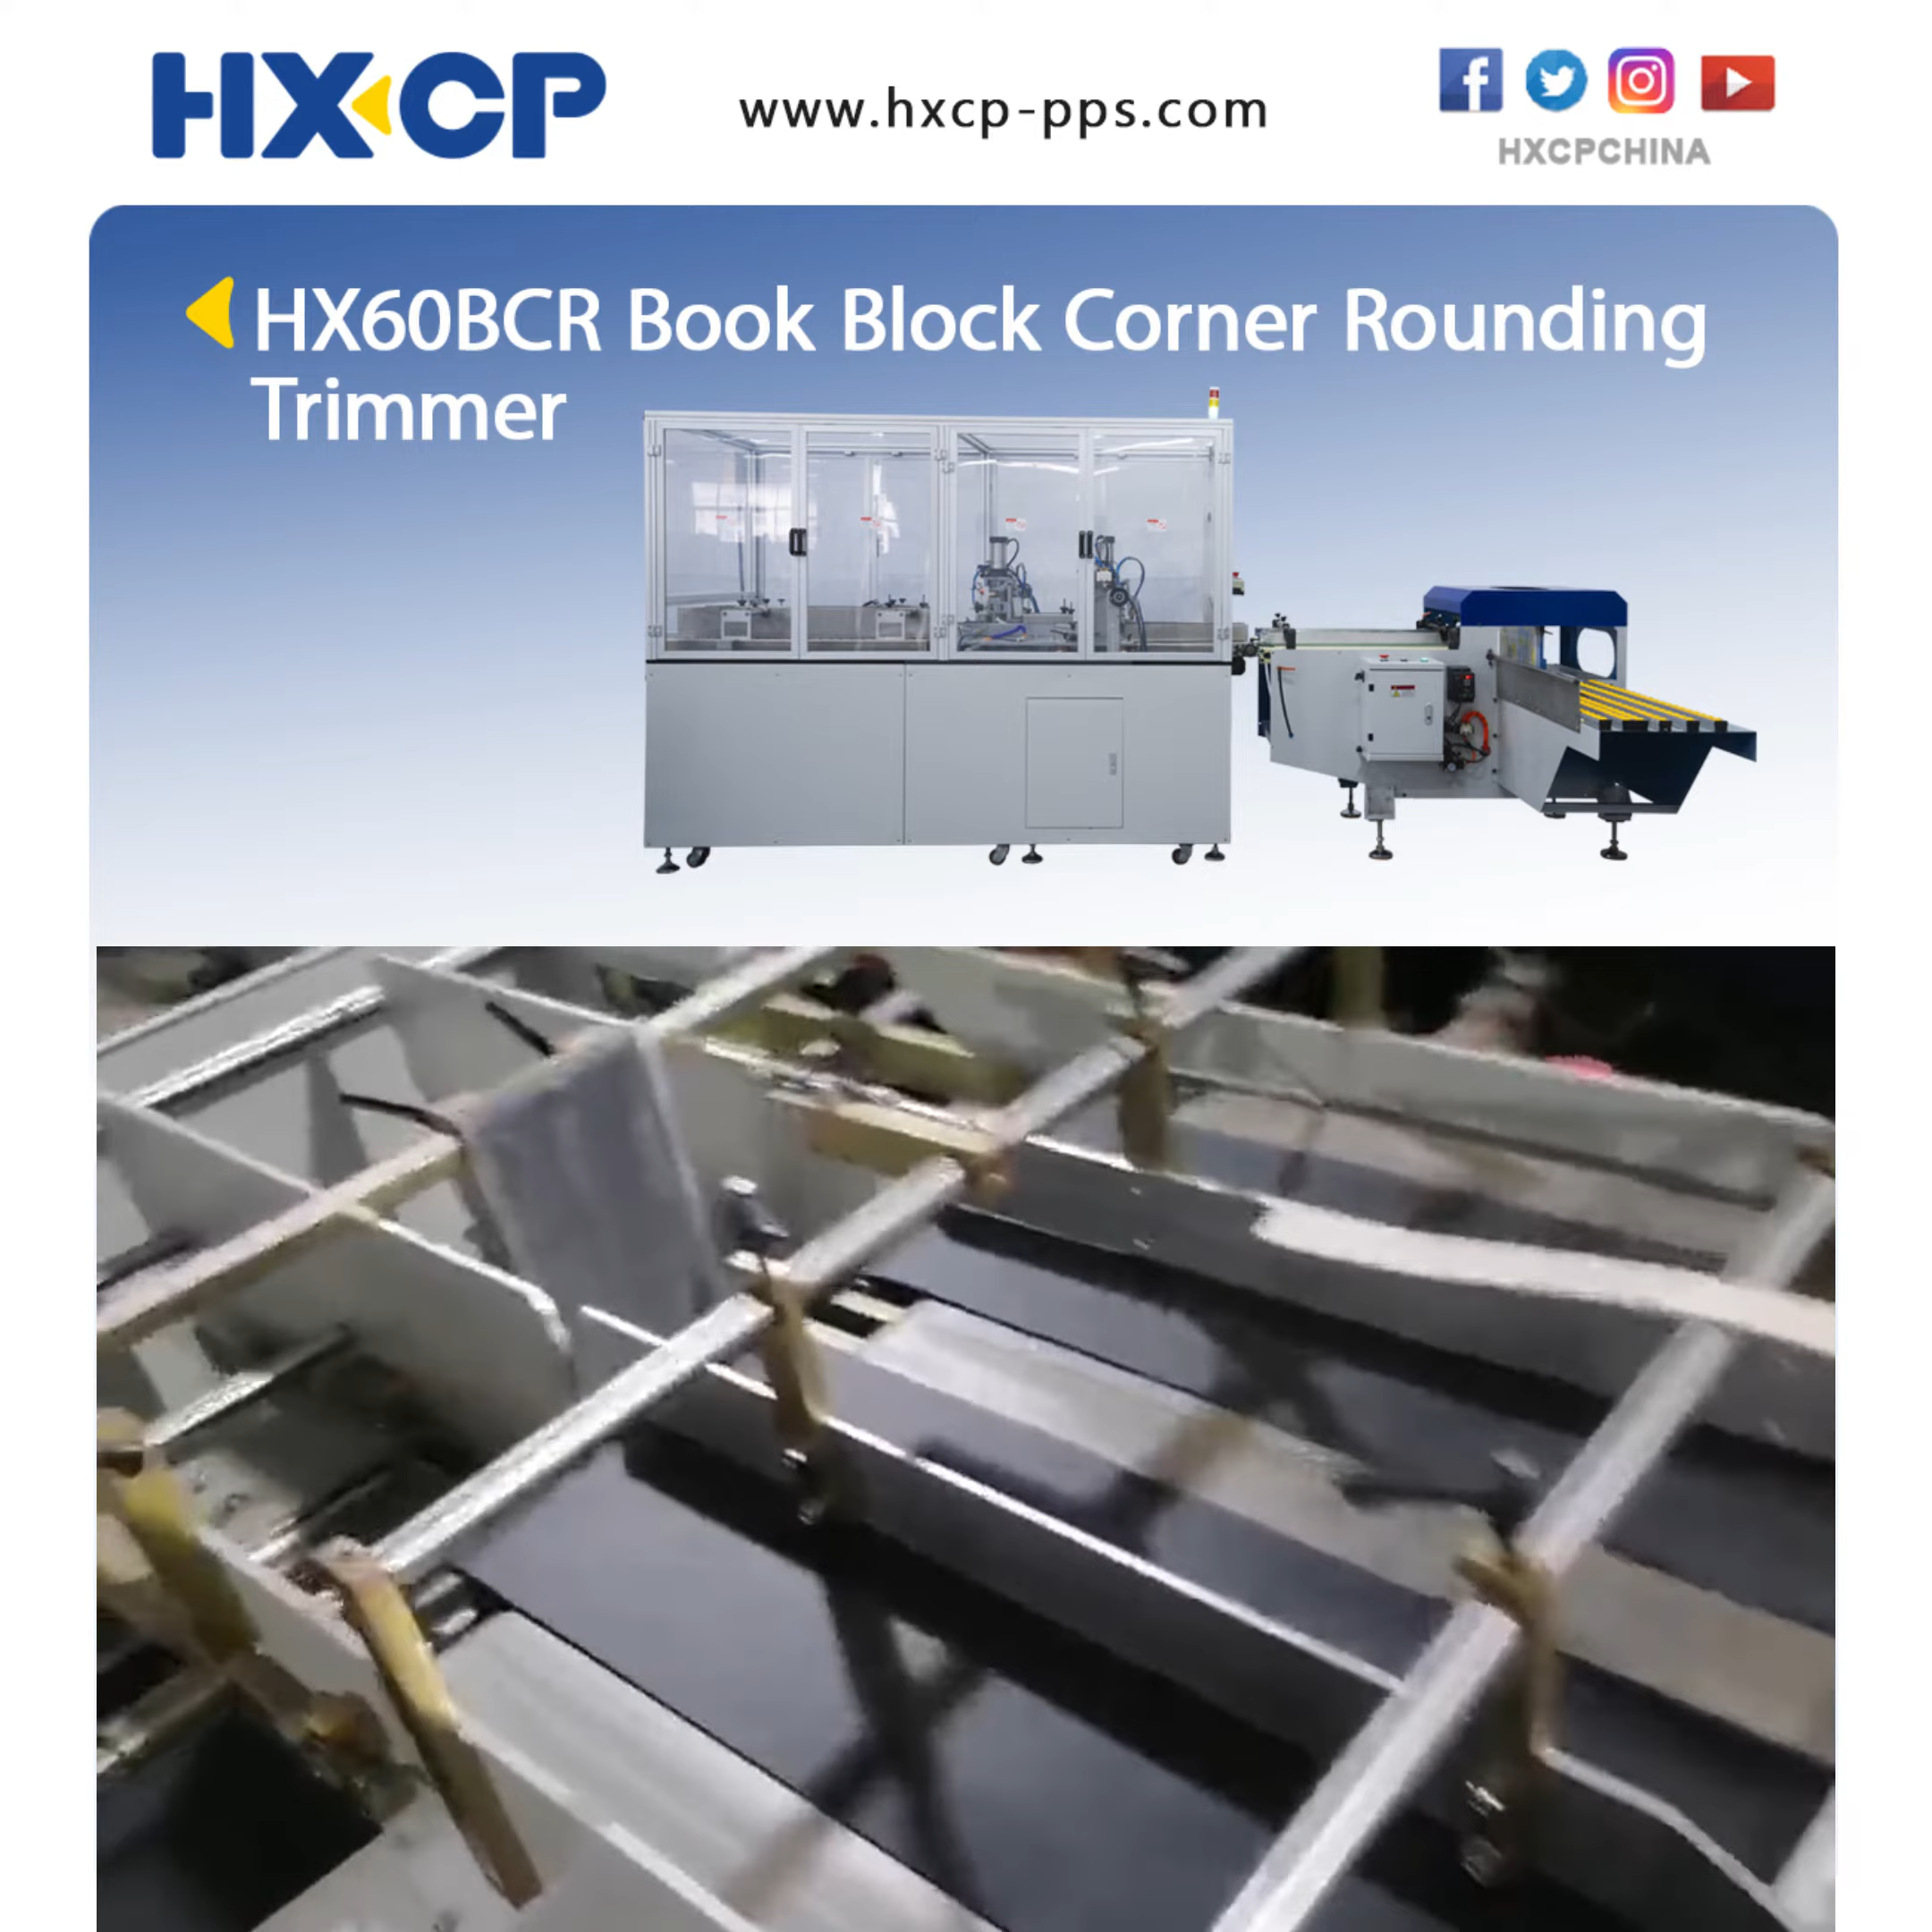 HXCP
www.hxcp-pps.com
HXCPCHINA
HX60BCR Book Block Corner Rounding
Trimmer